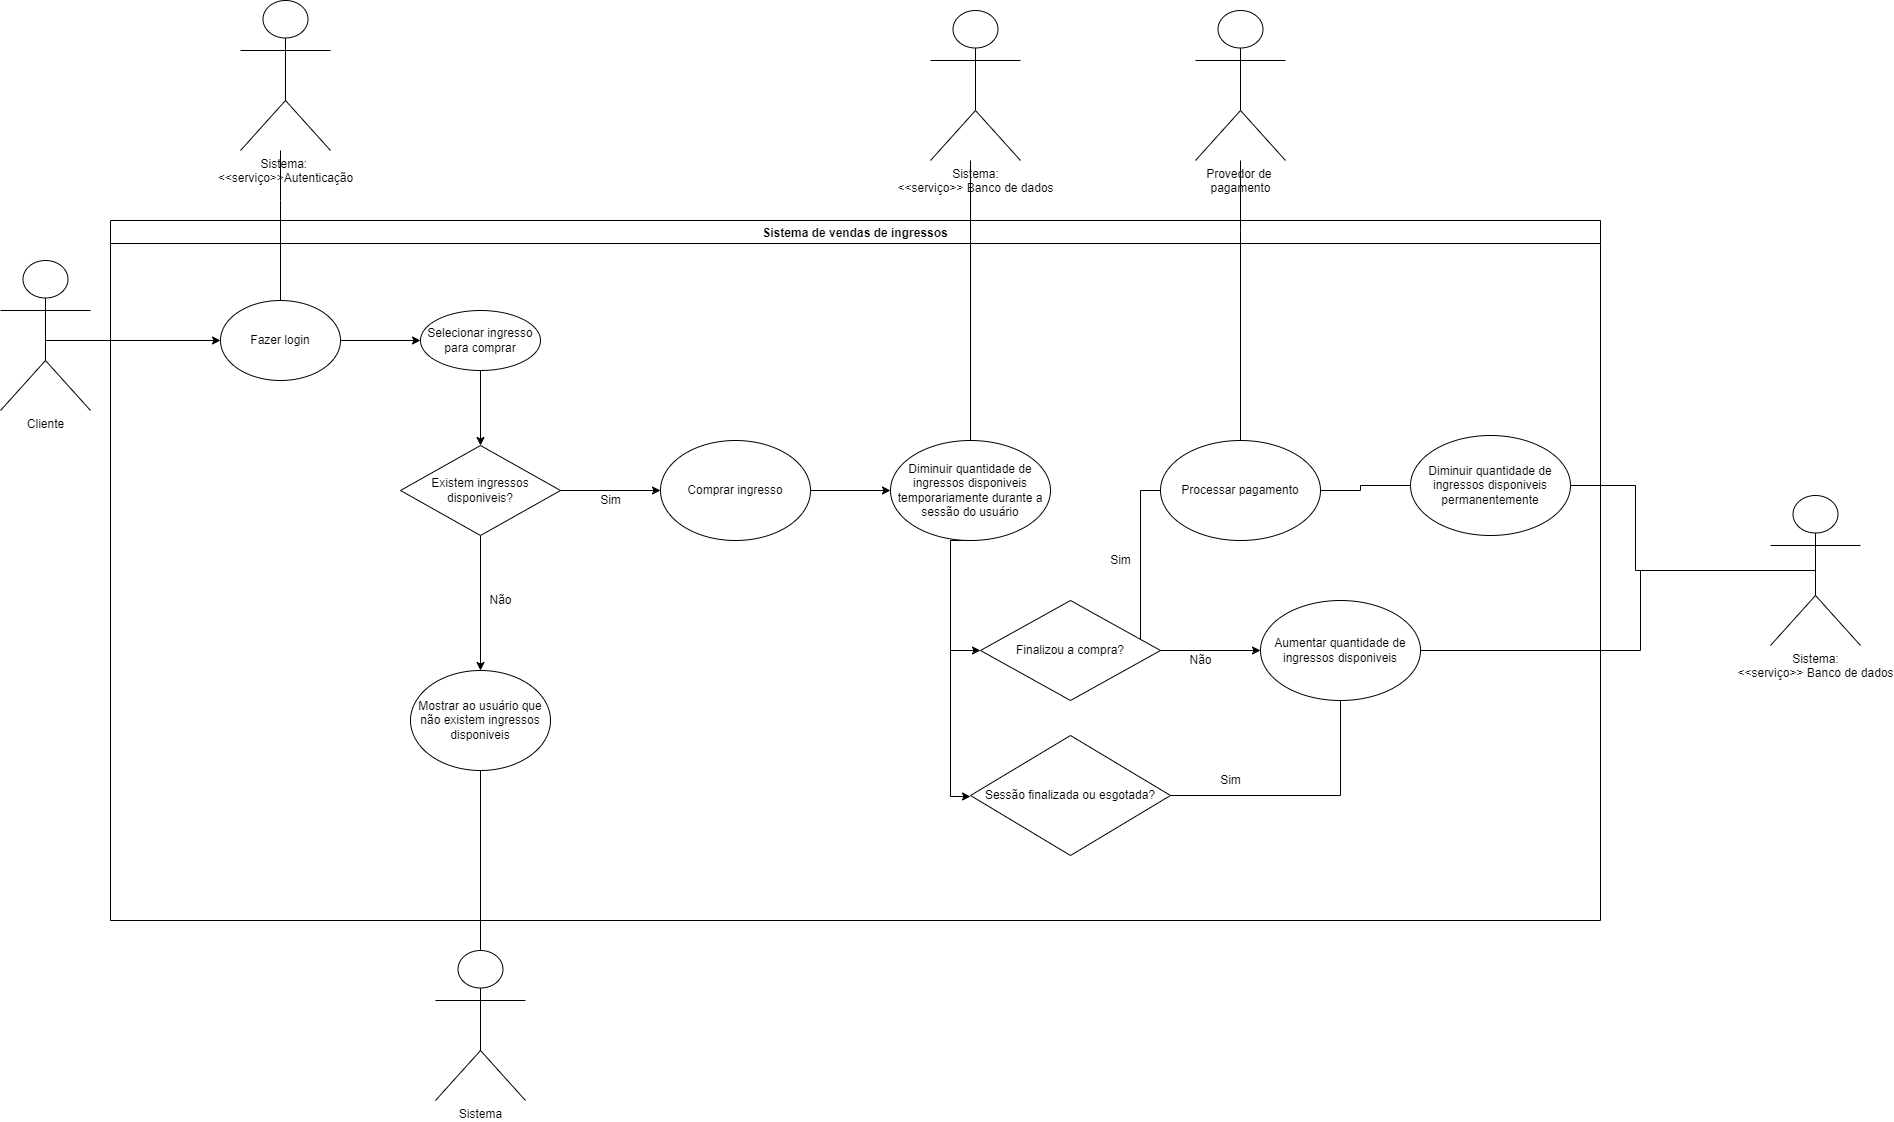 Sistema:
<<serviço>>Autenticação
Sistema:
<<serviço>> Banco de dados
Provedor de
pagamento
Sistema de vendas de ingressos
Cliente
Fazer login
Selecionar ingresso
para comprar
Existem ingressos
disponiveis?
Sim
Comprar ingresso
Diminuir quantidade de
ingressos disponiveis
temporariamente durante a
sessão do usuário
Processar pagamento
Diminuir quantidade de
ingressos disponiveis
permanentemente
Sim
Não
Finalizou a compra?
Não
Aumentar quantidade de
ingressos disponiveis
Sistema:
<<serviço>> Banco de dados
Mostrar ao usuário que
não existem ingressos
disponiveis
Sessão finalizada ou esgotada?
Sim
Sistema